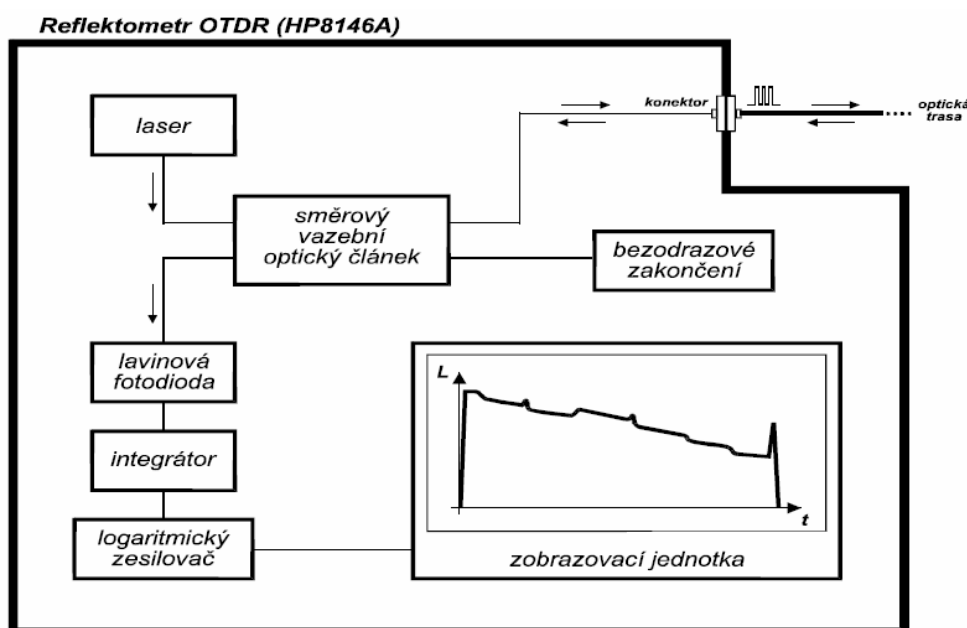 Reflektometr OTDR (HP8146A)
laser
konektor
optická
trasa
směrový
vazební
optický článek
bezodrazové
zakončení
lavinová
fotodioda
integrátor
logaritmický
zesilovač
L
t
zobrazovací jednotka